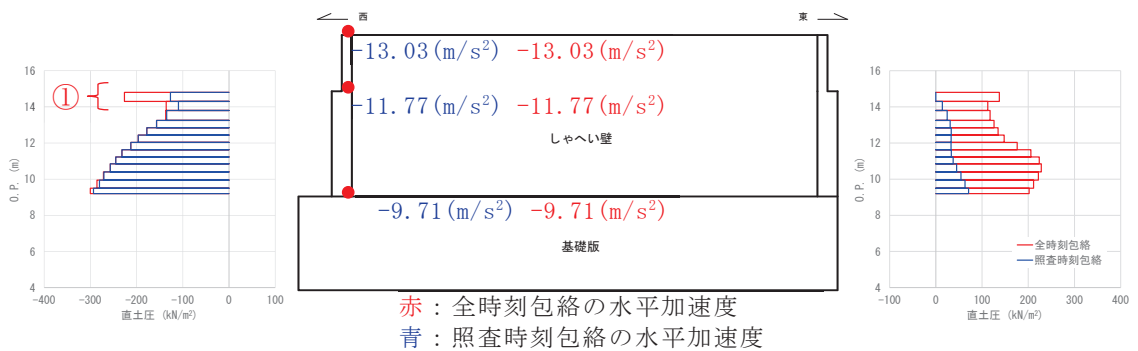 西
東
-13.03(m/s²) -13.03(m/s²)
-11.77(m/s²) -11.77(m/s²)
しゃへい壁
-9.71(m/s²) -9.71(m/s²)
基礎版
赤：全時刻包絡の水平加速度
青：照査時刻包絡の水平加速度
①
16
14
12
10
8
6
4
O.P. (m)
-400 -300 -200 -100 0 100
直土圧 (kN/m²)
16
14
12
10
8
6
4
O.P. (m)
全時刻包絡
照査時刻包絡
-100 0 100 200 300 400
直土圧 (kN/m²)